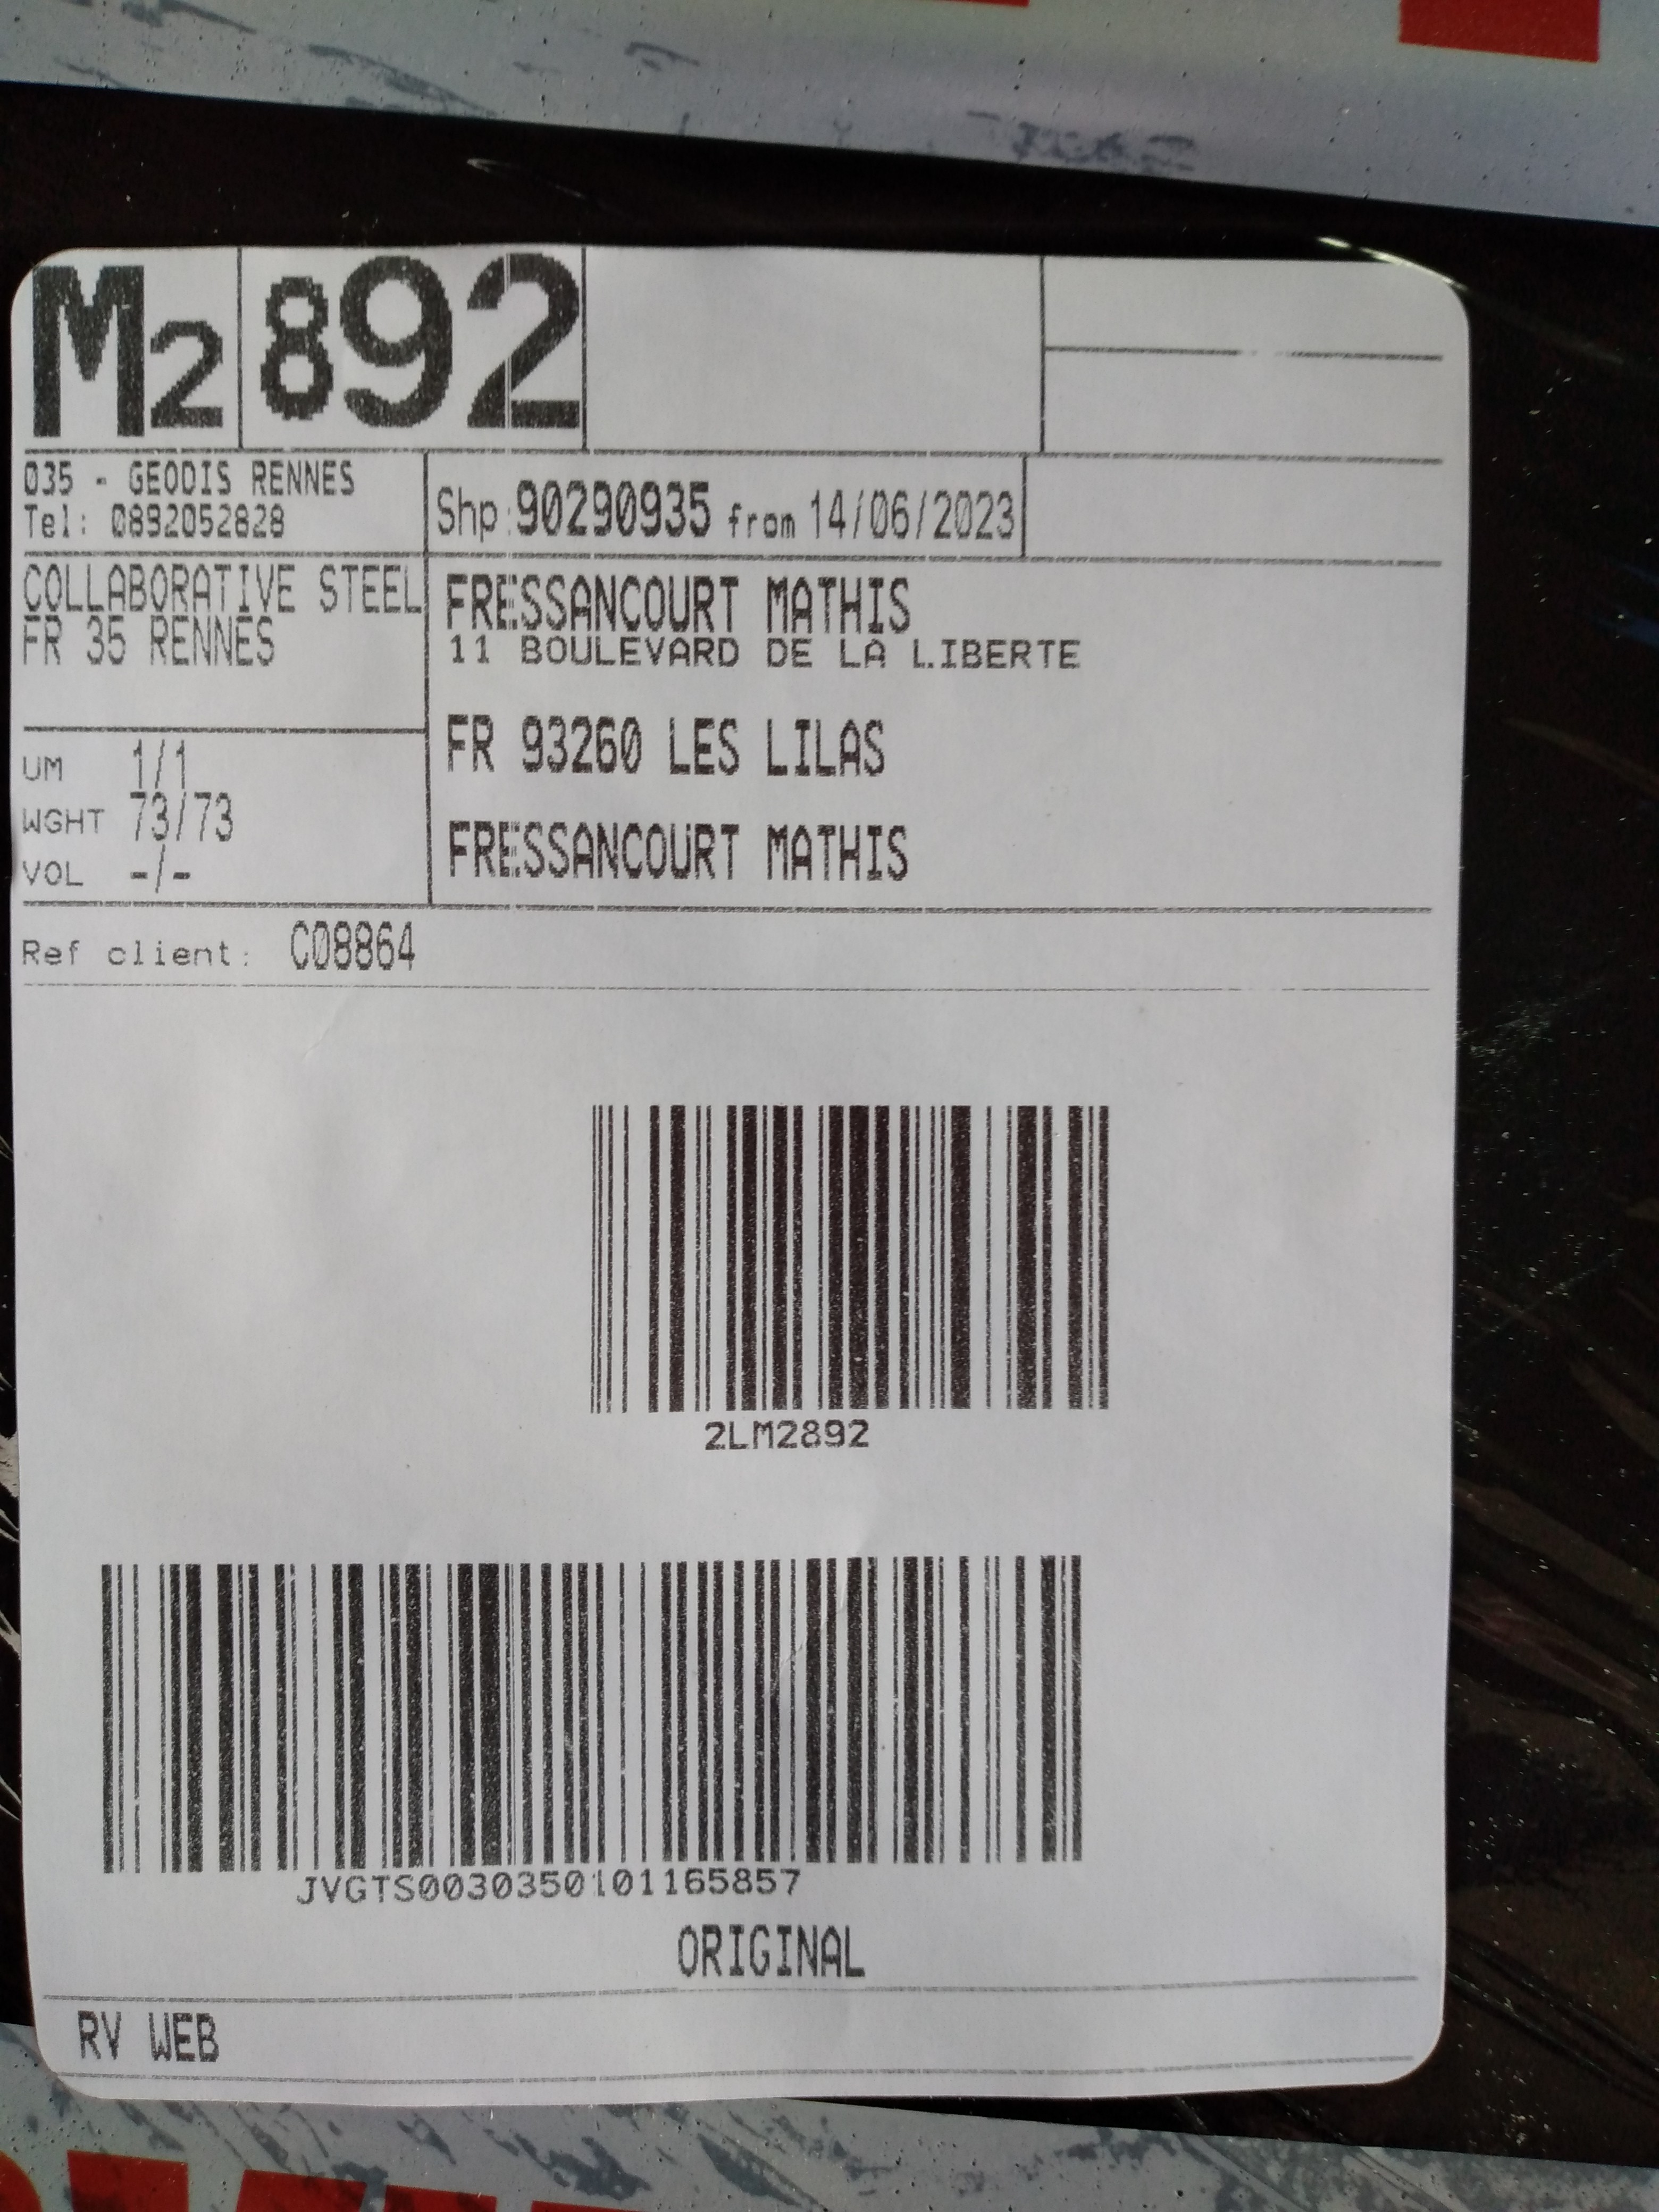 M2 892
035 - GEODIS RENNES
Tel: 0892052828
Shp:90290935 from 14/06/2023
COLLABORATIVE STEEL
FR 35 RENNES
FRESSANCOURT MATHIS
11 BOULEVARD DE LA LIBERTE
FR 93260 LES LILAS
FRESSANCOURT MATHIS
UM 1/1
WGHT 73/73
VOL -/-
Ref client: C08864
2LM2892
JVGTS0030350101165857
ORIGINAL
RV WEB